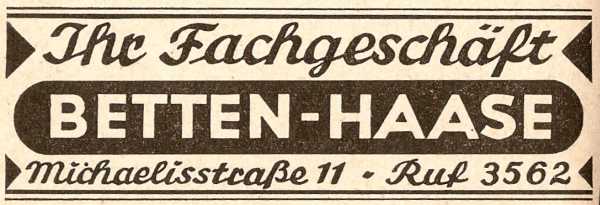 Ihr Fachgeschäft
BETTEN-HAASE
Michaelisstraße 11 - Ruf 3562